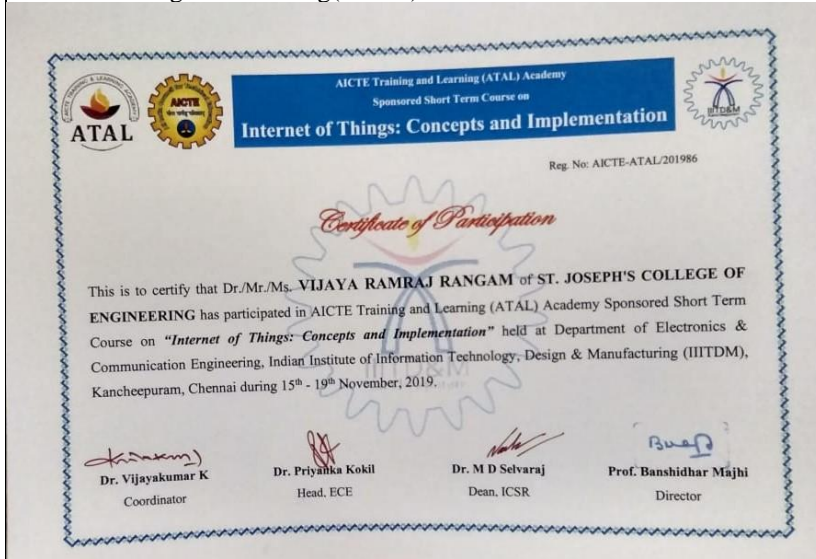 ATAL
AICTE
AICTE Training and Learning (ATAL) Academy
Sponsored Short Term Course on
Internet of Things: Concepts and Implementation
IIITD&M
Reg. No: AICTE-ATAL/201986
Certificate of Participation
This is to certify that Dr./Mr./Ms. VIJAYA RAMRAJ RANGAM of ST. JOSEPH'S COLLEGE OF
ENGINEERING has participated in AICTE Training and Learning (ATAL) Academy Sponsored Short Term
Course on "Internet of Things: Concepts and Implementation" held at Department of Electronics &
Communication Engineering, Indian Institute of Information Technology, Design & Manufacturing (IIITDM),
Kancheepuram, Chennai during 15th - 19th November, 2019.
IIITD&M
Dr. Vijayakumar K
Coordinator
Dr. Priyanka Kokil
Head, ECE
Dr. M D Selvaraj
Dean, ICSR
Prof. Banshidhar Majhi
Director